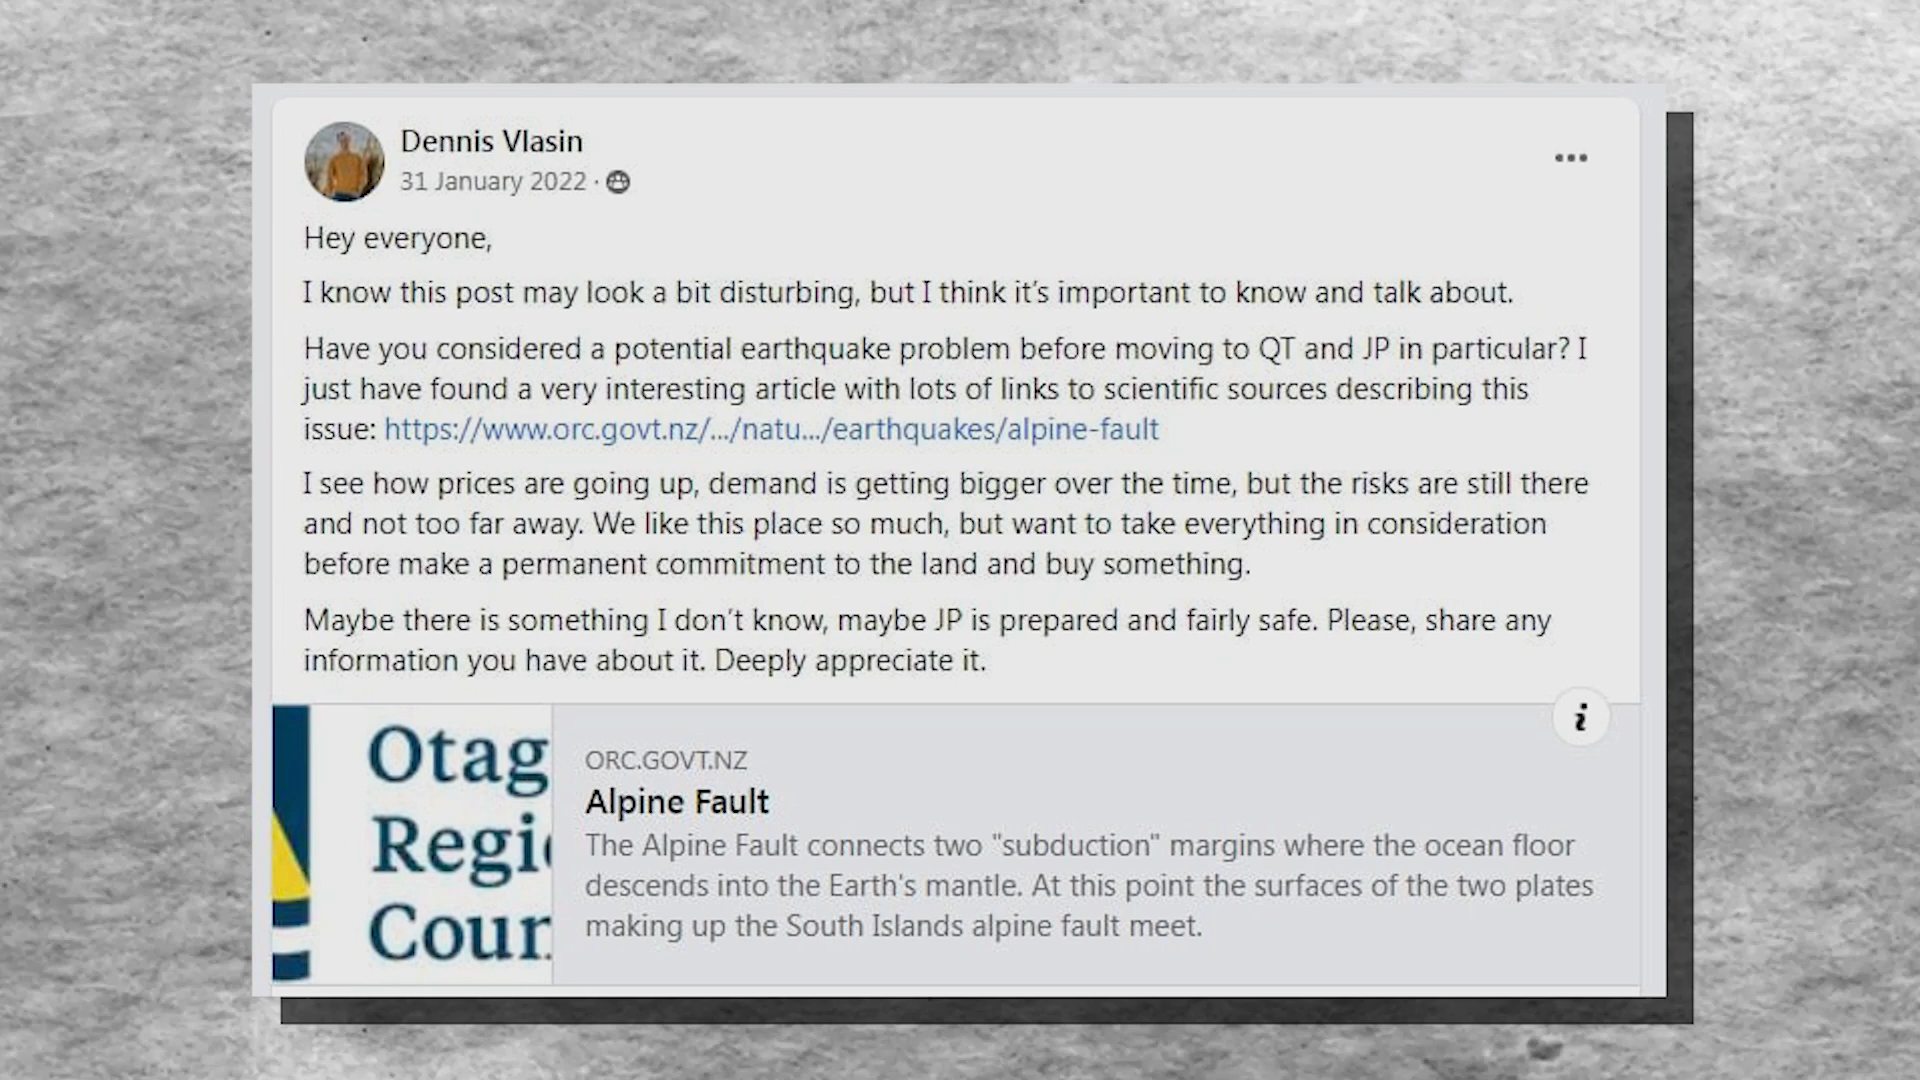 Dennis Vlasin
31 January 2022 ·
Hey everyone,
I know this post may look a bit disturbing, but I think it's important to know and talk about.
Have you considered a potential earthquake problem before moving to QT and JP in particular? I
just have found a very interesting article with lots of links to scientific sources describing this
issue: https://www.orc.govt.nz/.../natu.../earthquakes/alpine-fault
I see how prices are going up, demand is getting bigger over the time, but the risks are still there
and not too far away. We like this place so much, but want to take everything in consideration
before make a permanent commitment to the land and buy something.
Maybe there is something I don't know, maybe JP is prepared and fairly safe. Please, share any
information you have about it. Deeply appreciate it.
Otag
Regi
Coun
i
ORC.GOVT.NZ
Alpine Fault
The Alpine Fault connects two "subduction" margins where the ocean floor
descends into the Earth's mantle. At this point the surfaces of the two plates
making up the South Islands alpine fault meet.